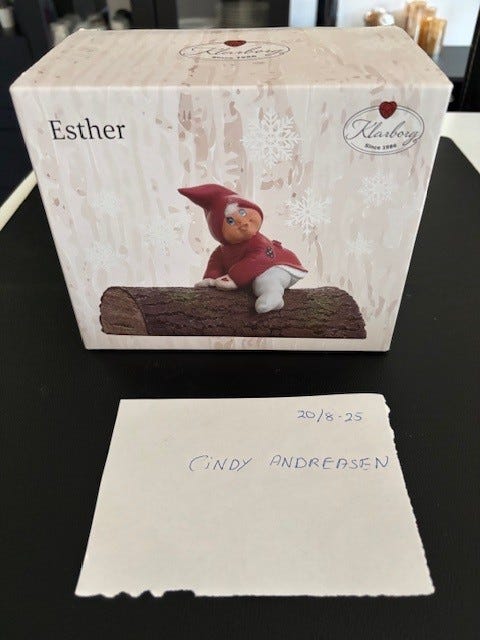 Klarborg
Since 1986
Esther
Klarborg
Since 1986
20/8-25
CiNDY ANDREASEN